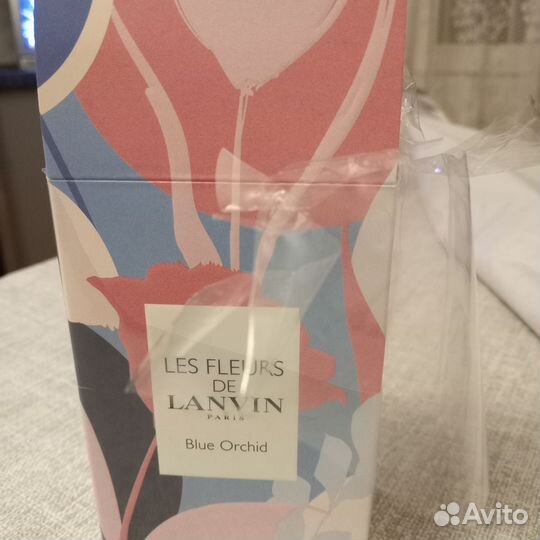 LES FLEURS
DE
LANVIN
PARIS
Blue Orchid
Avito